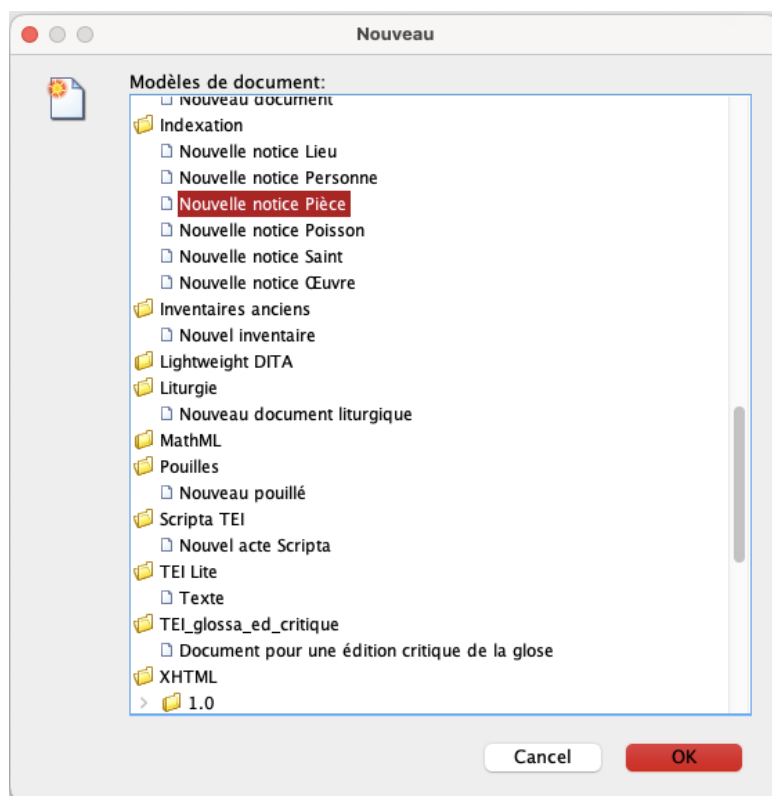 Nouveau
Modèles de document:
Nouveau document
Indexation
Nouvelle notice Lieu
Nouvelle notice Personne
Nouvelle notice Pièce
Nouvelle notice Poisson
Nouvelle notice Saint
Nouvelle notice Œuvre
Inventaires anciens
Nouvel inventaire
Lightweight DITA
Liturgie
Nouveau document liturgique
MathML
Pouilles
Nouveau pouillé
Scripta TEI
Nouvel acte Scripta
TEI Lite
Texte
TEI_glossa_ed_critique
Document pour une édition critique de la glose
XHTML
1.0
Cancel OK